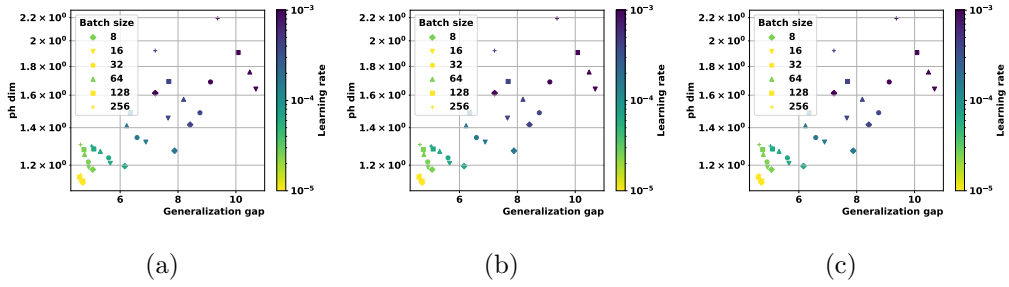 2.2 × 10⁰
2 × 10⁰
1.8 × 10⁰
1.6 × 10⁰
1.4 × 10⁰
1.2 × 10⁰
ph dim
Batch size
8
16
32
64
128
256
6
8
10
Generalization gap
10⁻³
10⁻⁴
10⁻⁵
Learning rate
(a)
2.2 × 10⁰
2 × 10⁰
1.8 × 10⁰
1.6 × 10⁰
1.4 × 10⁰
1.2 × 10⁰
ph dim
Batch size
8
16
32
64
128
256
6
8
10
Generalization gap
10⁻³
10⁻⁴
10⁻⁵
Learning rate
(b)
2.2 × 10⁰
2 × 10⁰
1.8 × 10⁰
1.6 × 10⁰
1.4 × 10⁰
1.2 × 10⁰
ph dim
Batch size
8
16
32
64
128
256
6
8
10
Generalization gap
10⁻³
10⁻⁴
10⁻⁵
Learning rate
(c)